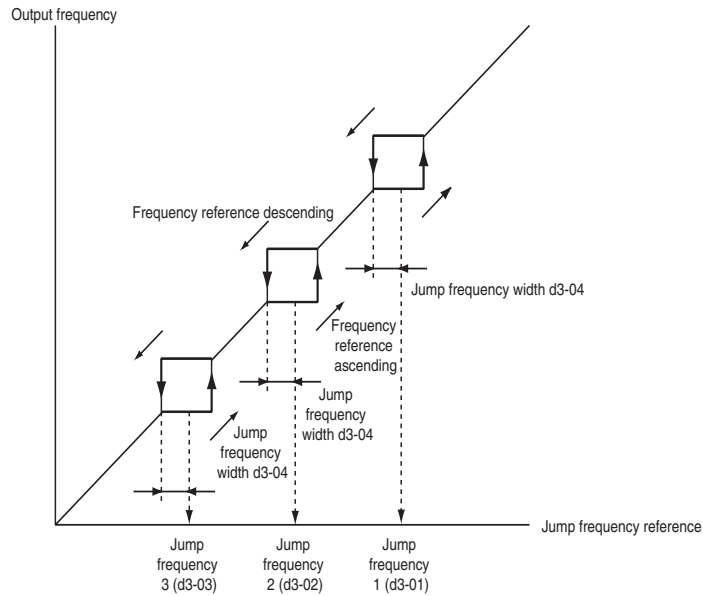 Output frequency
Frequency reference descending
Jump frequency width d3-04
Frequency
reference
ascending
Jump
frequency
width d3-04
Jump
frequency
width d3-04
Jump frequency reference
Jump
frequency
3 (d3-03)
Jump
frequency
2 (d3-02)
Jump
frequency
1 (d3-01)